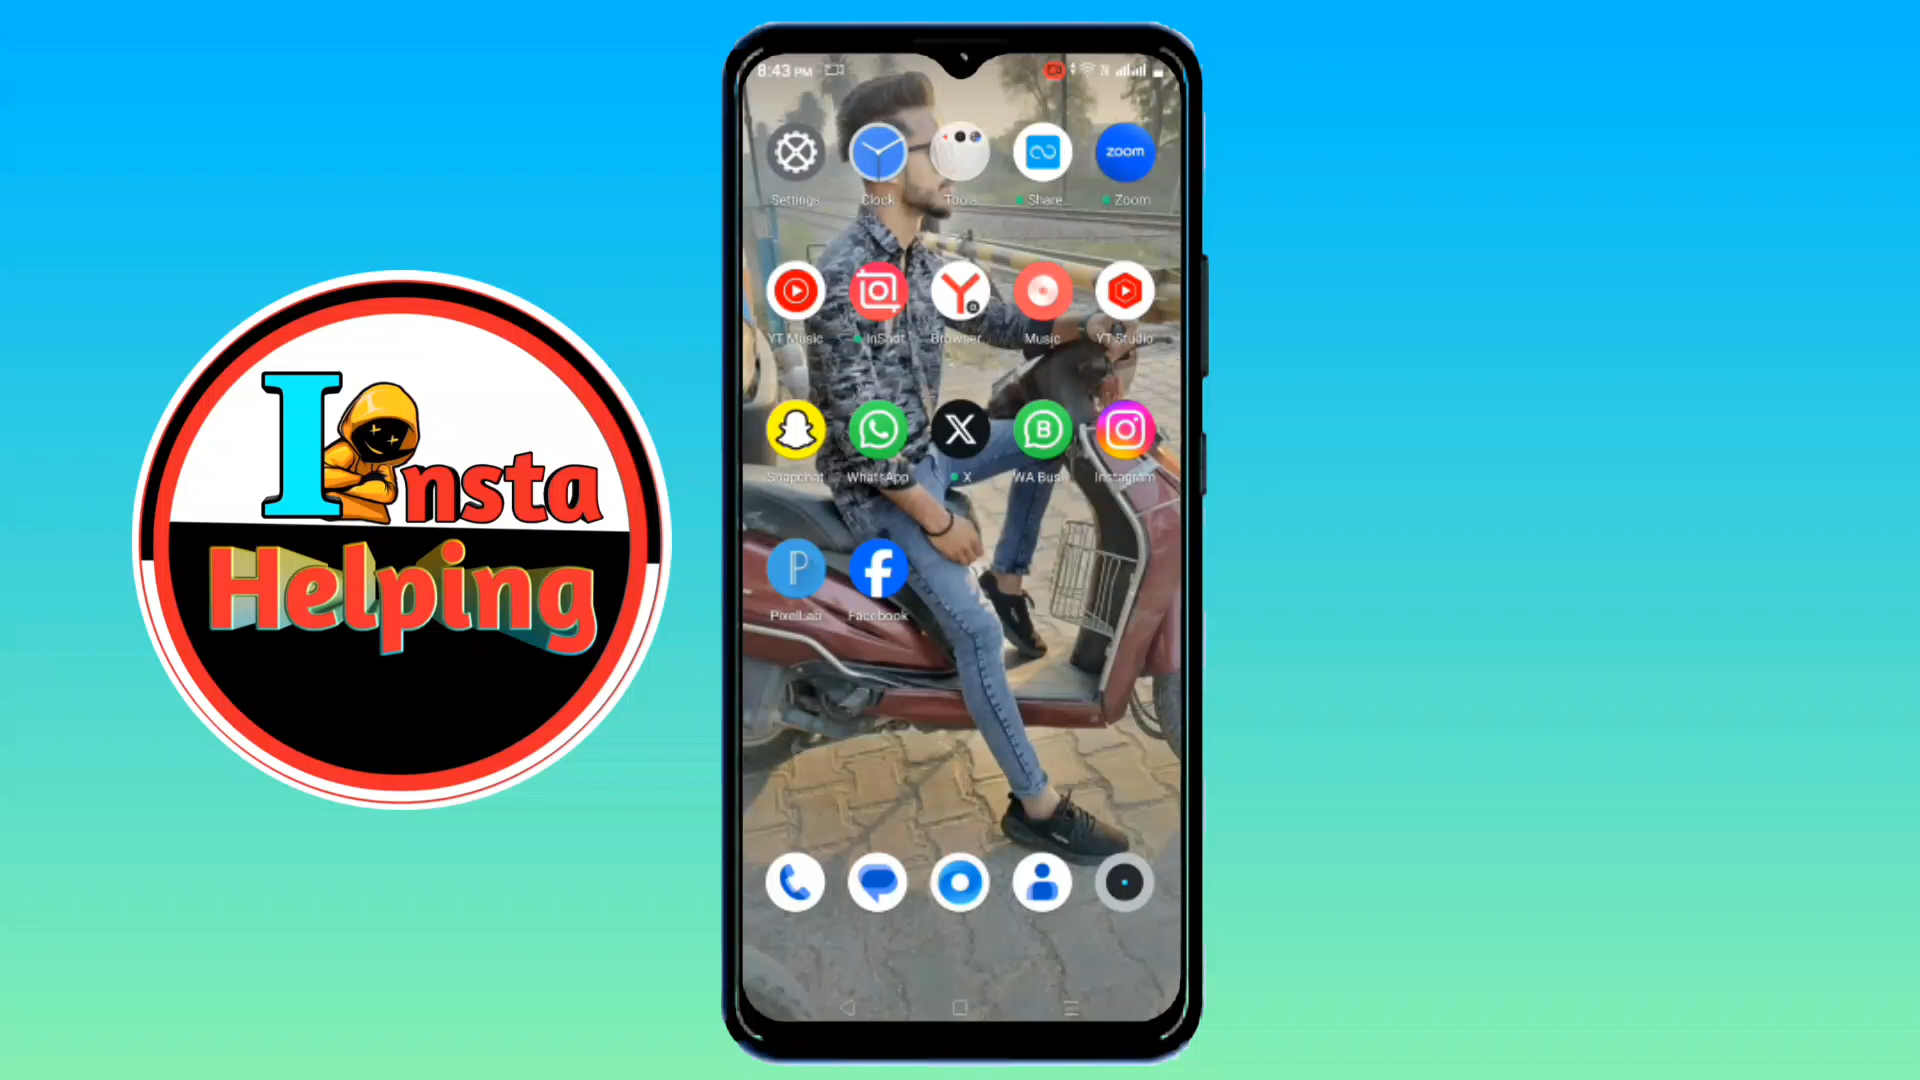 Insta
Helping
8:43 PM
zoom
Settings
Clock
Tools
Share...
Zoom
YT Music
InShot
Browser
Music
YT Studio
Snapchat
WhatsApp
X
WA Busi...
Instagram
P
PixelLab
Facebook